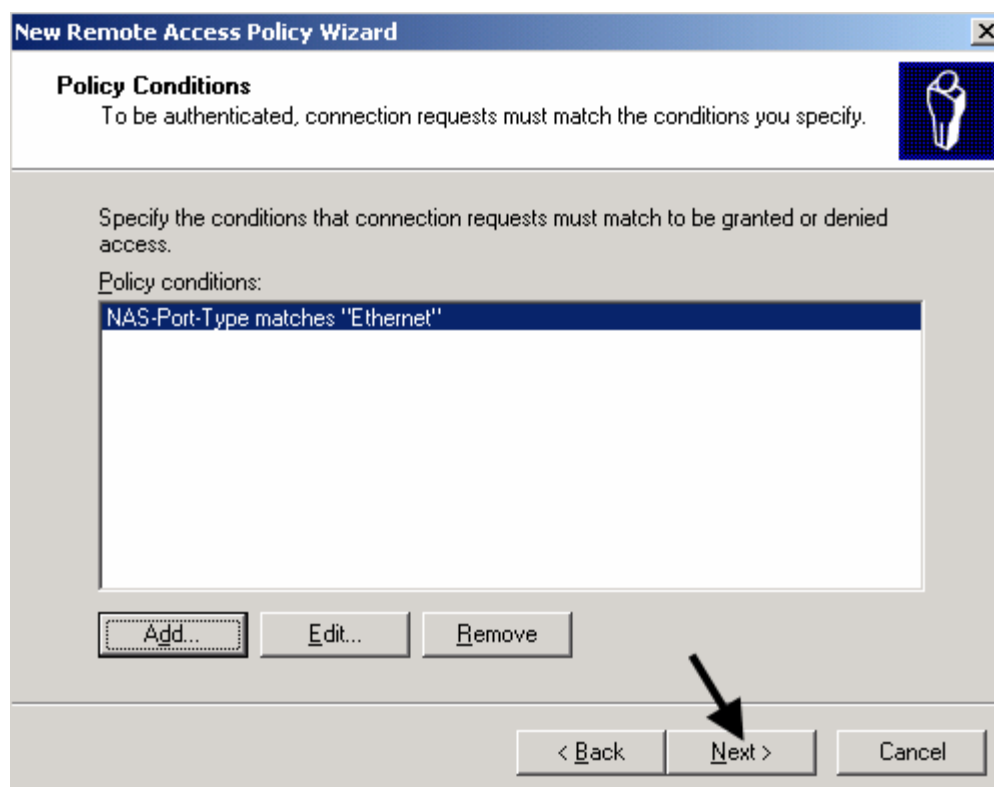 New Remote Access Policy Wizard
Policy Conditions
To be authenticated, connection requests must match the conditions you specify.
Specify the conditions that connection requests must match to be granted or denied
access.
Policy conditions:
NAS-Port-Type matches "Ethernet"
Add... Edit... Remove
< Back Next > Cancel